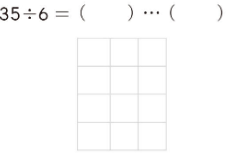 35÷6 = (　　) ··· (　　)